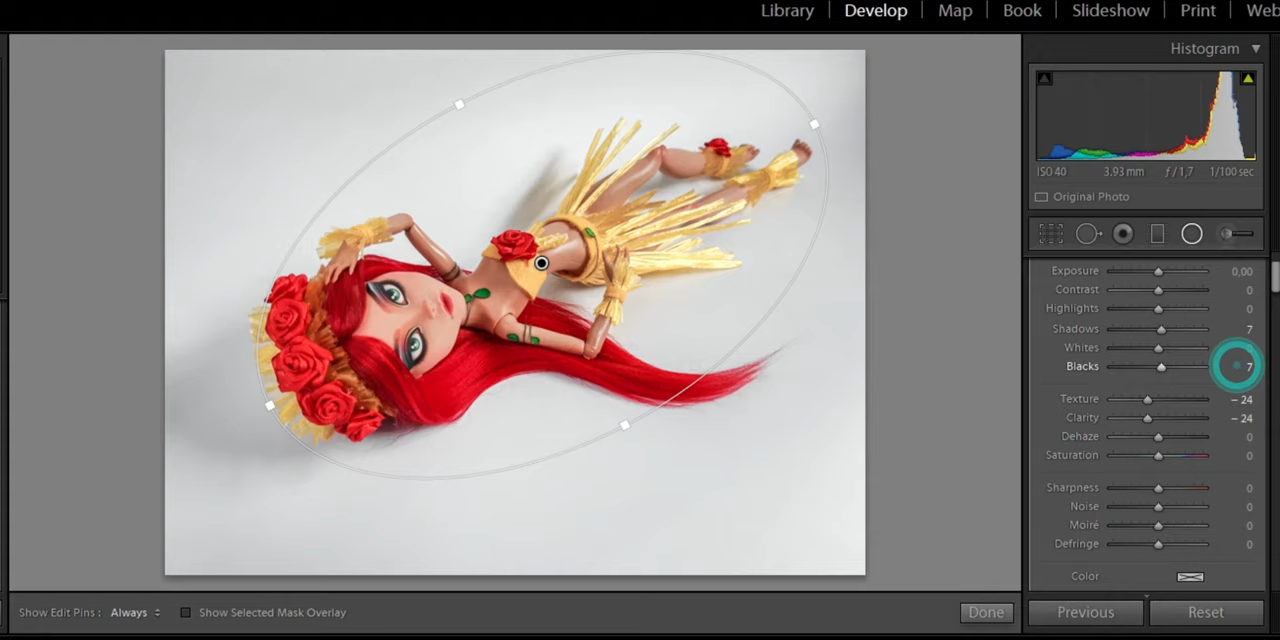 Library | Develop | Map | Book | Slideshow | Print | Web
Histogram
ISO 40 3.93 mm f / 1,7 1/100 sec
Original Photo
Exposure 0,00
Contrast 0
Highlights 0
Shadows 7
Whites
Blacks 7
Texture – 24
Clarity – 24
Dehaze 0
Saturation 0
Sharpness 0
Noise 0
Moiré 0
Defringe 0
Color
Show Edit Pins : Always Show Selected Mask Overlay Done Previous Reset